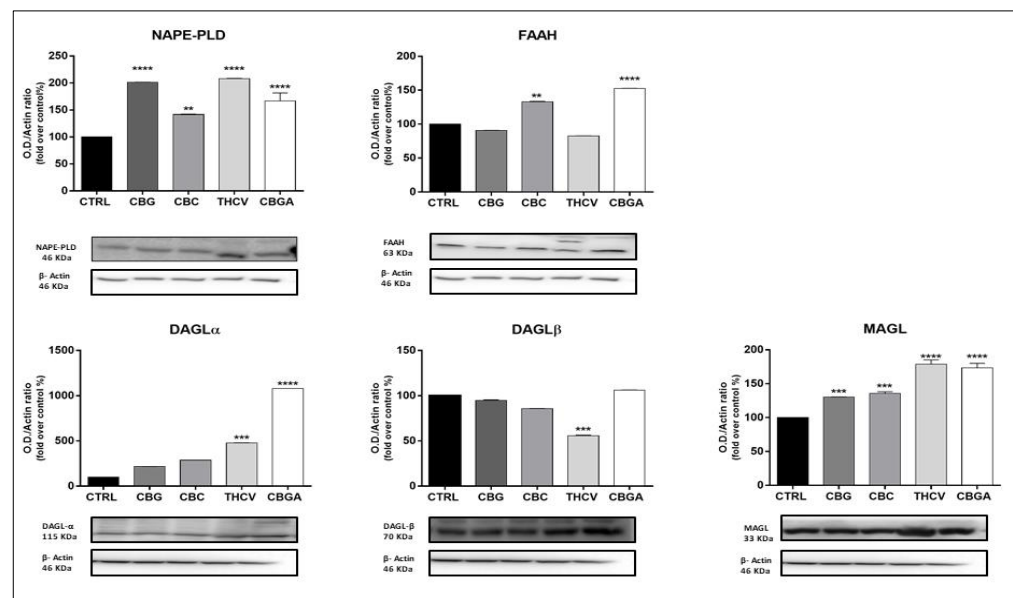 NAPE-PLD
O.D./Actin ratio
(fold over control%)
250
200
150
100
50
0
****
**
****
****
CTRL CBG CBC THCV CBGA
NAPE-PLD
46 KDa
β- Actin
46 KDa
FAAH
O.D./Actin ratio
(fold over control%)
200
150
100
50
0
**
****
CTRL CBG CBC THCV CBGA
FAAH
63 KDa
β- Actin
46 KDa
DAGLα
O.D./Actin ratio
(fold over control %)
1500
1000
500
0
***
****
CTRL CBG CBC THCV CBGA
DAGL-α
115 KDa
β- Actin
46 KDa
DAGLβ
O.D./Actin ratio
(fold over control %)
150
100
50
0
***
CTRL CBG CBC THCV CBGA
DAGL-β
70 KDa
β- Actin
46 KDa
MAGL
O.D./Actin ratio
(fold over control %)
200
150
100
50
0
***
***
****
****
CTRL CBG CBC THCV CBGA
MAGL
33 KDa
β- Actin
46 KDa